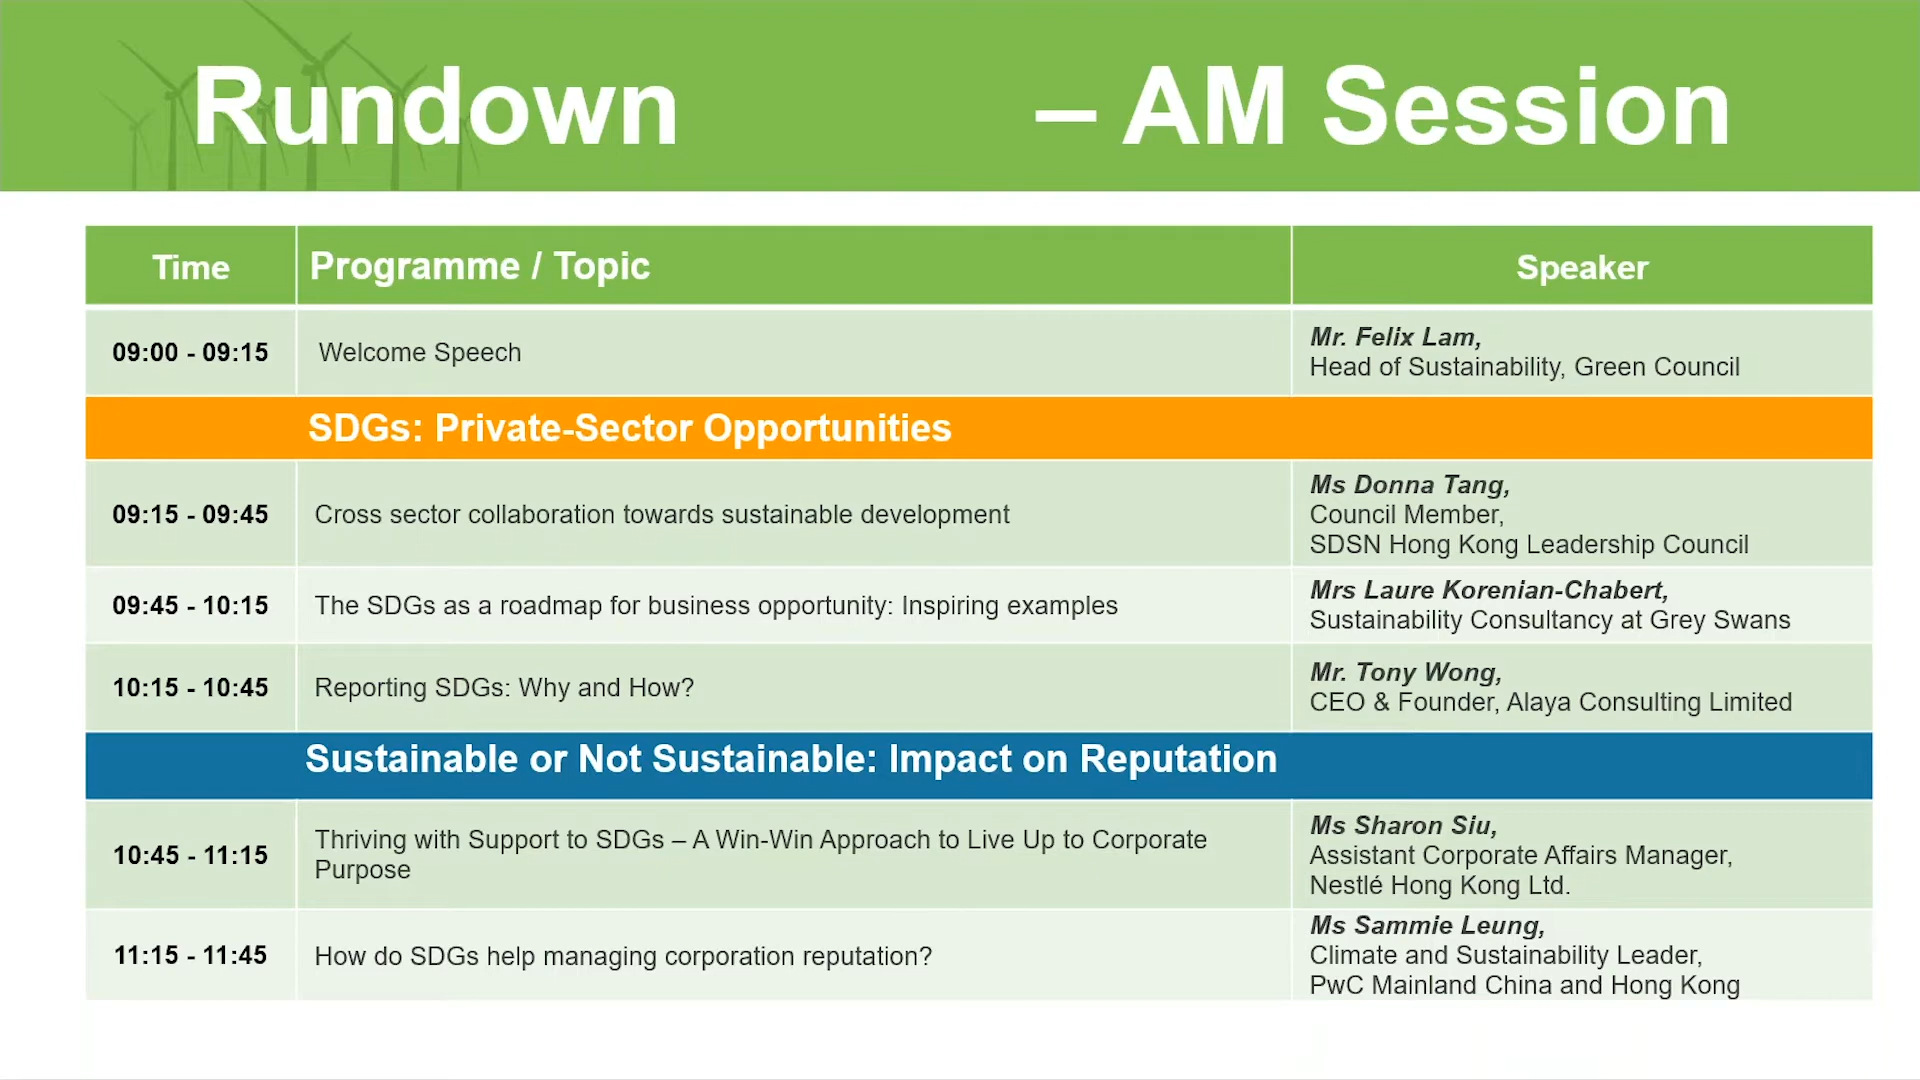 Rundown – AM Session
Time Programme / Topic Speaker
09:00 - 09:15 Welcome Speech
Mr. Felix Lam,
Head of Sustainability, Green Council
SDGs: Private-Sector Opportunities
09:15 - 09:45 Cross sector collaboration towards sustainable development
Ms Donna Tang,
Council Member,
SDSN Hong Kong Leadership Council
09:45 - 10:15 The SDGs as a roadmap for business opportunity: Inspiring examples
Mrs Laure Korenian-Chabert,
Sustainability Consultancy at Grey Swans
10:15 - 10:45 Reporting SDGs: Why and How?
Mr. Tony Wong,
CEO & Founder, Alaya Consulting Limited
Sustainable or Not Sustainable: Impact on Reputation
10:45 - 11:15
Thriving with Support to SDGs – A Win-Win Approach to Live Up to Corporate
Purpose
Ms Sharon Siu,
Assistant Corporate Affairs Manager,
Nestlé Hong Kong Ltd.
11:15 - 11:45 How do SDGs help managing corporation reputation?
Ms Sammie Leung,
Climate and Sustainability Leader,
PwC Mainland China and Hong Kong